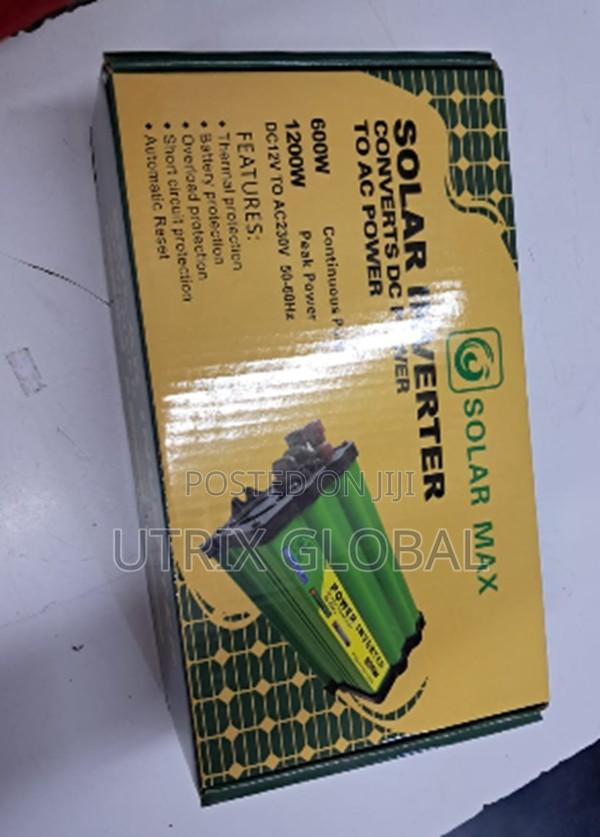 SOLAR MAX
SOLAR INVERTER
CONVERTS DC POWER
TO AC POWER
600W Continuous
1200W Peak Power
DC12V TO AC230V 50-60Hz
FEATURES:
• Thermal protection
• Battery protection
• Overload protection
• Short circuit protection
• Automatic Reset
POWER INVERTER
POSTED ON JIJI
UTRIX GLOBAL